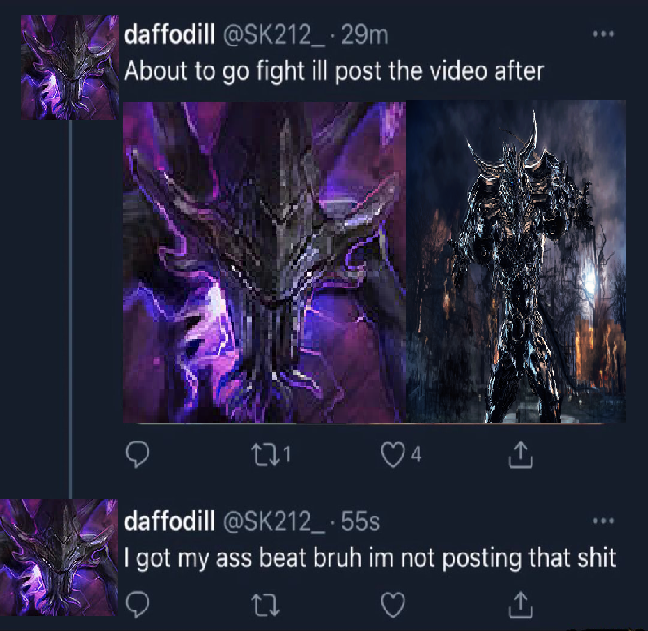 daffodill @SK212_ · 29m
About to go fight ill post the video after
1 4
daffodill @SK212_ · 55s
I got my ass beat bruh im not posting that shit